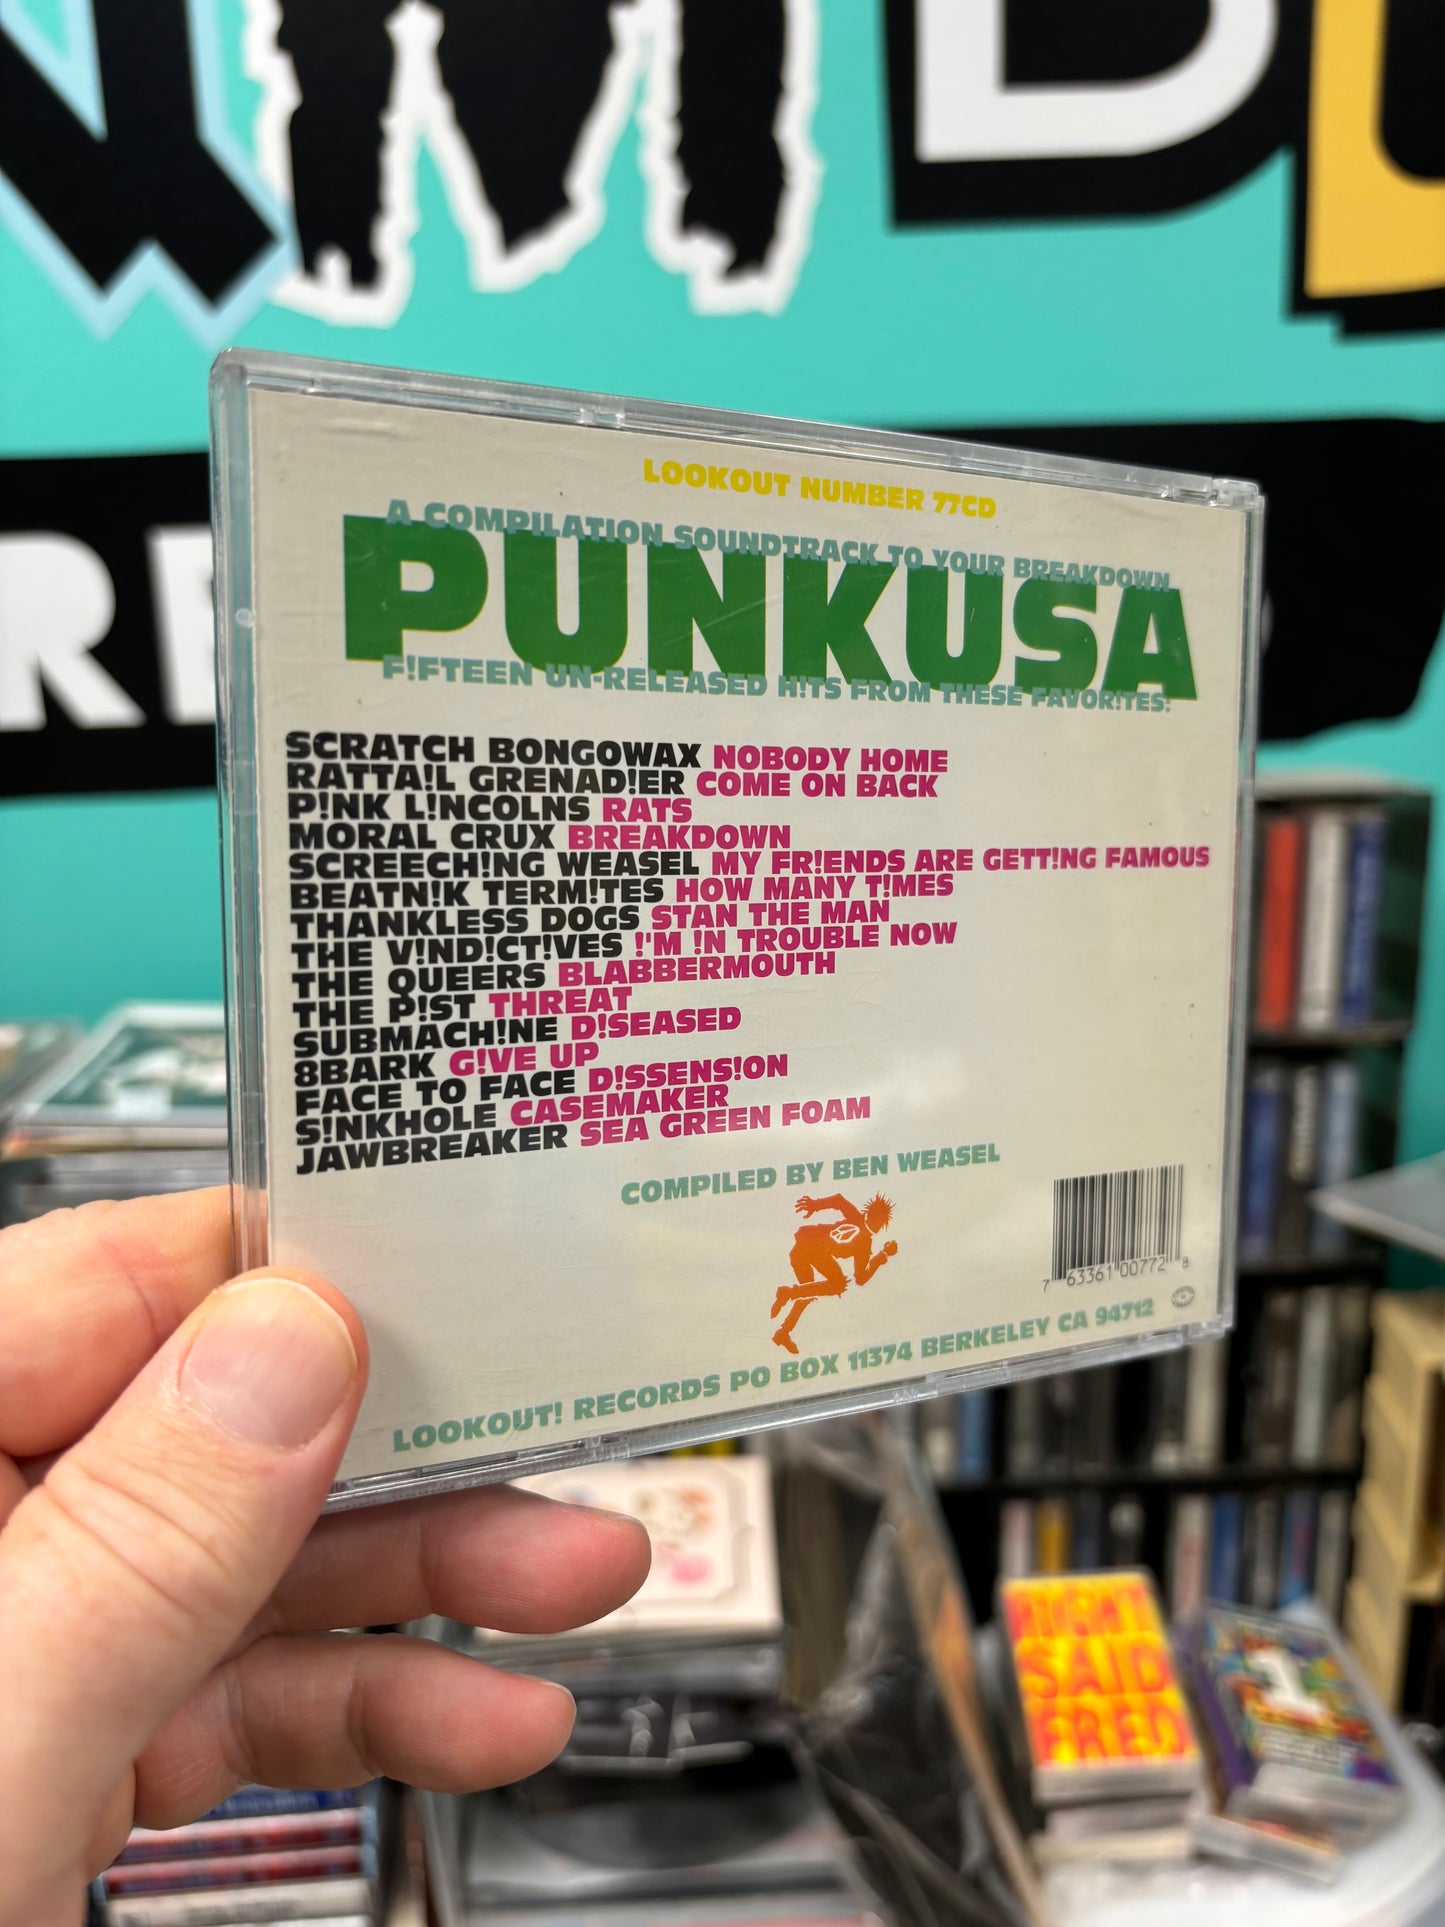 LOOKOUT NUMBER 77CD
A COMPILATION SOUNDTRACK TO YOUR BREAKDOWN
PUNKUSA
F!FTEEN UN-RELEASED H!TS FROM THESE FAVOR!TES:
SCRATCH BONGOWAX NOBODY HOME
RATTA!L GRENAD!ER COME ON BACK
P!NK L!NCOLNS RATS
MORAL CRUX BREAKDOWN
SCREECH!NG WEASEL MY FR!ENDS ARE GETT!NG FAMOUS
BEATN!K TERM!TES HOW MANY T!MES
THANKLESS DOGS STAN THE MAN
THE V!ND!CT!VES !'M !N TROUBLE NOW
THE QUEERS BLABBERMOUTH
THE P!ST THREAT
SUBMACH!NE D!SEASED
8BARK G!VE UP
FACE TO FACE D!SSENS!ON
S!NKHOLE CASEMAKER
JAWBREAKER SEA GREEN FOAM
COMPILED BY BEN WEASEL
7 63361 00772 8
LOOKOUT! RECORDS PO BOX 11374 BERKELEY CA 94712
RIGHT
SAID
FRED
1